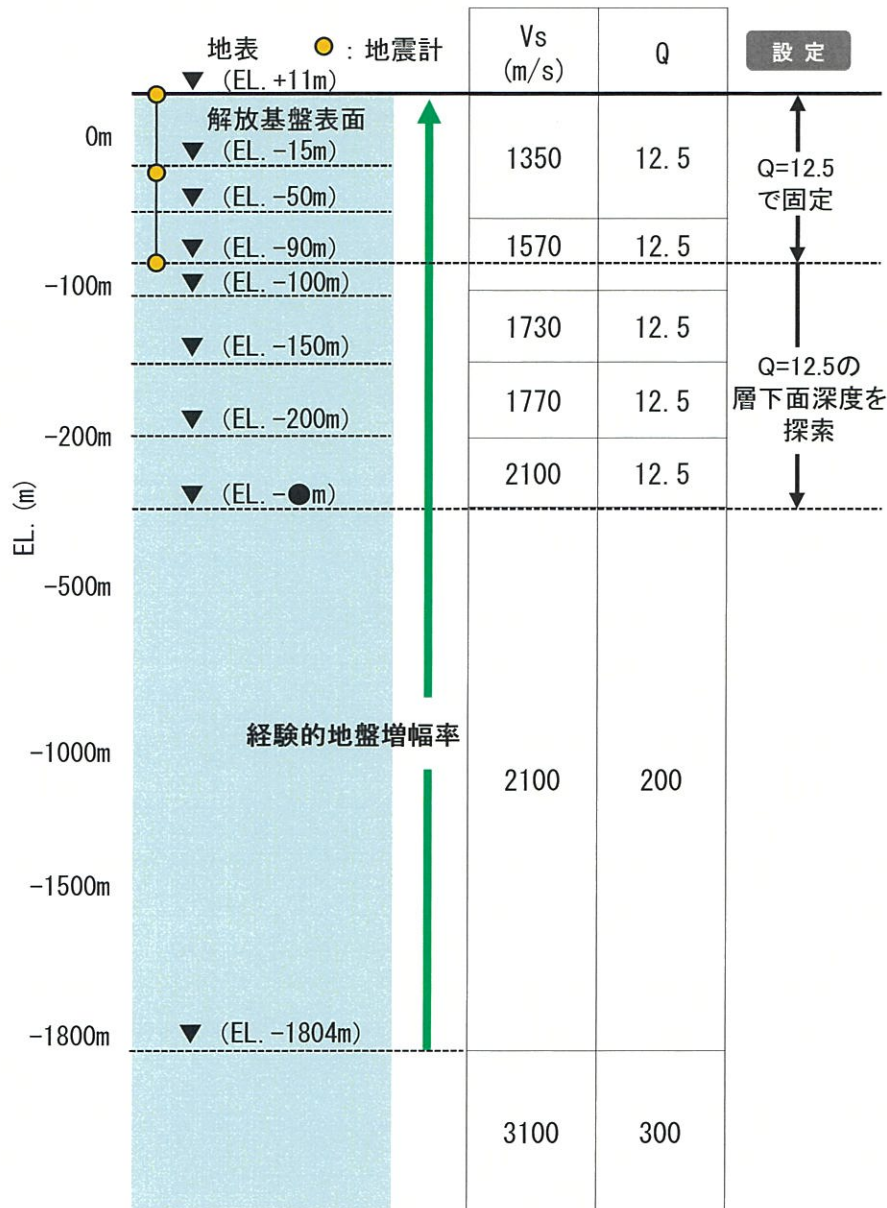 地表
：地震計
▼ (EL.+11m)
解放基盤表面
▼ (EL.-15m)
▼ (EL.-50m)
▼ (EL.-90m)
▼ (EL.-100m)
▼ (EL.-150m)
▼ (EL.-200m)
▼ (EL.-●m)
▼ (EL.-1804m)
EL. (m)
0m
-100m
-200m
-500m
-1000m
-1500m
-1800m
経験的地盤増幅率
Vs
(m/s)
Q
1350 12.5
1570 12.5
1730 12.5
1770 12.5
2100 12.5
2100 200
3100 300
設定
Q=12.5
で固定
Q=12.5の
層下面深度を
探索